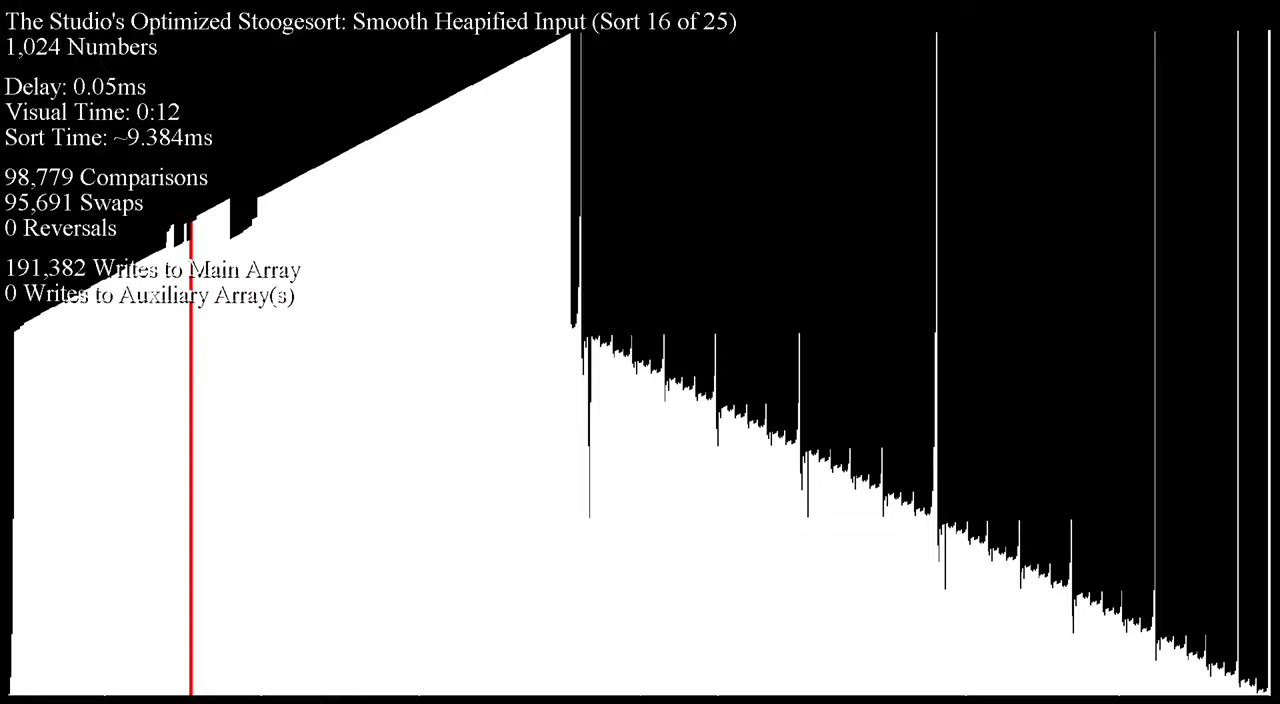 The Studio's Optimized Stoogesort: Smooth Heapified Input (Sort 16 of 25)
1,024 Numbers
Delay: 0.05ms
Visual Time: 0:12
Sort Time: ~9.384ms
98,779 Comparisons
95,691 Swaps
0 Reversals
191,382 Writes to Main Array
0 Writes to Auxiliary Array(s)